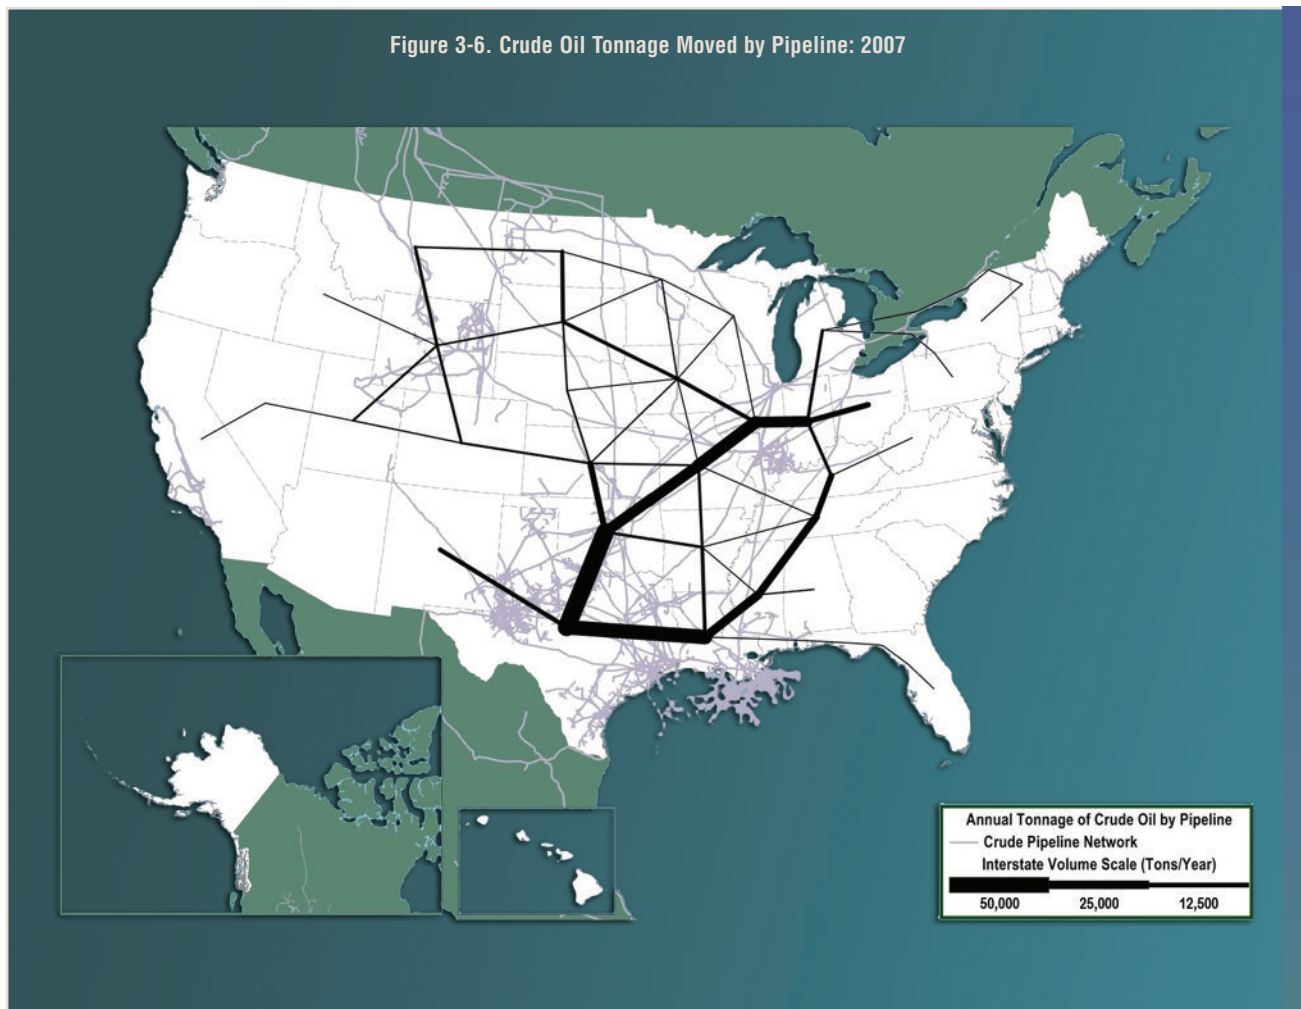 Figure 3-6. Crude Oil Tonnage Moved by Pipeline: 2007
Annual Tonnage of Crude Oil by Pipeline
Crude Pipeline Network
Interstate Volume Scale (Tons/Year)
50,000 25,000 12,500